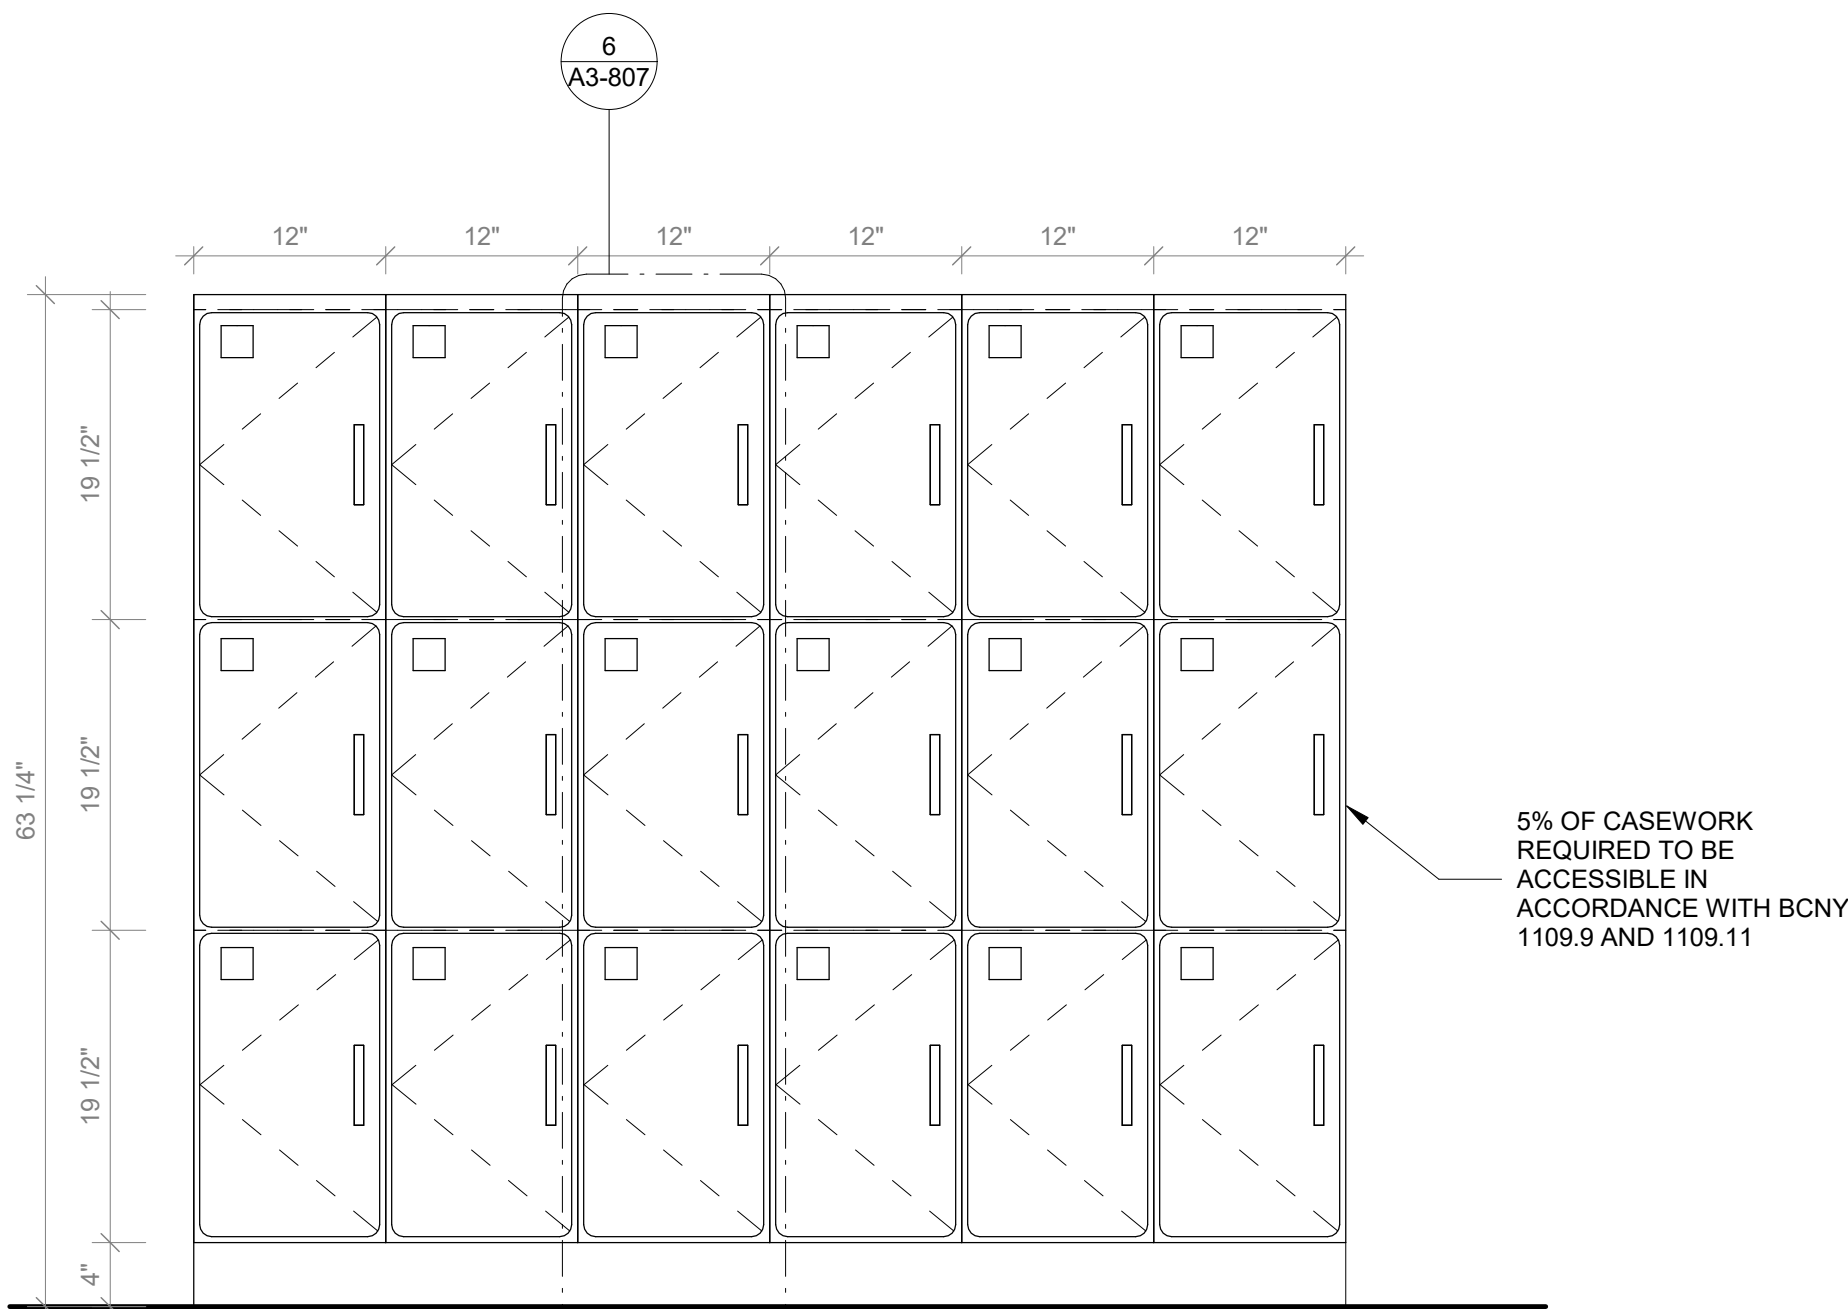 6
A3-807
12" 12" 12" 12" 12" 12"
63 1/4"
19 1/2"
19 1/2"
19 1/2"
4"
5% OF CASEWORK
REQUIRED TO BE
ACCESSIBLE IN
ACCORDANCE WITH BCNY
1109.9 AND 1109.11